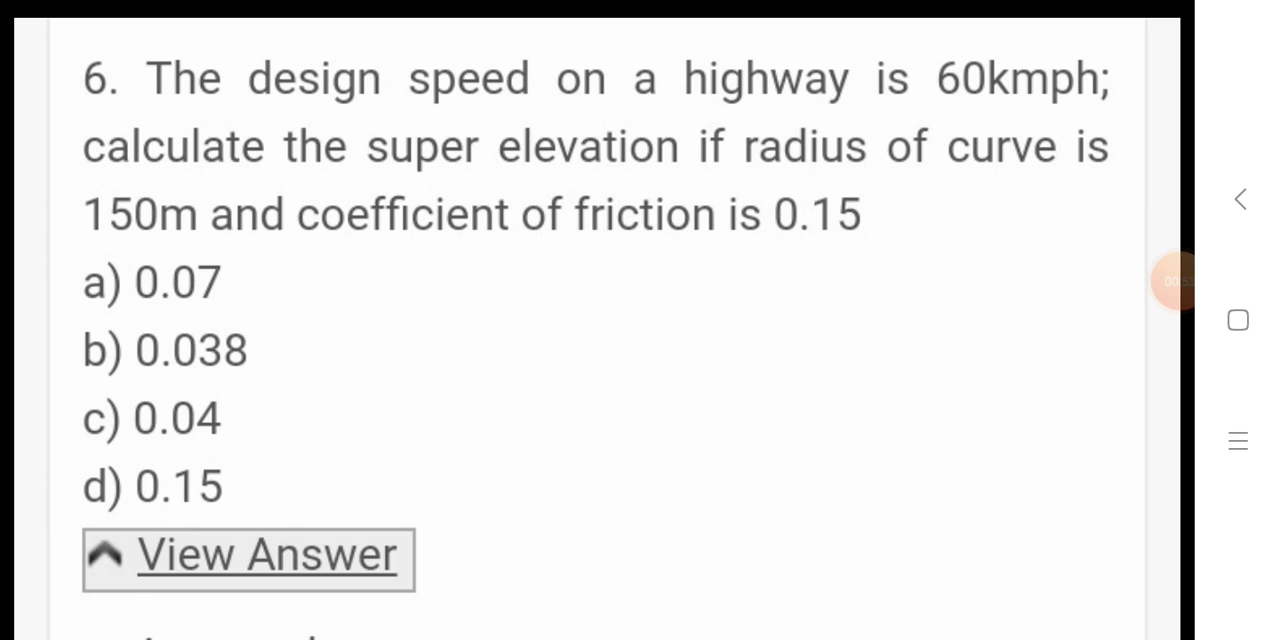 6. The design speed on a highway is 60kmph;
calculate the super elevation if radius of curve is
150m and coefficient of friction is 0.15
a) 0.07
b) 0.038
c) 0.04
d) 0.15
View Answer